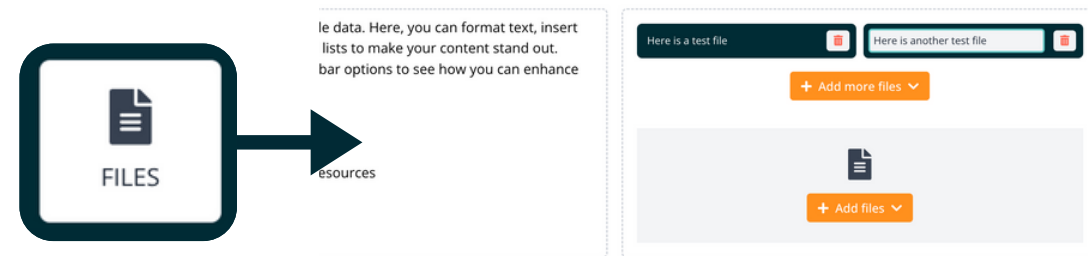 FILES
le data. Here, you can format text, insert
lists to make your content stand out.
bar options to see how you can enhance
esources
Here is a test file
Here is another test file
+ Add more files
+ Add files